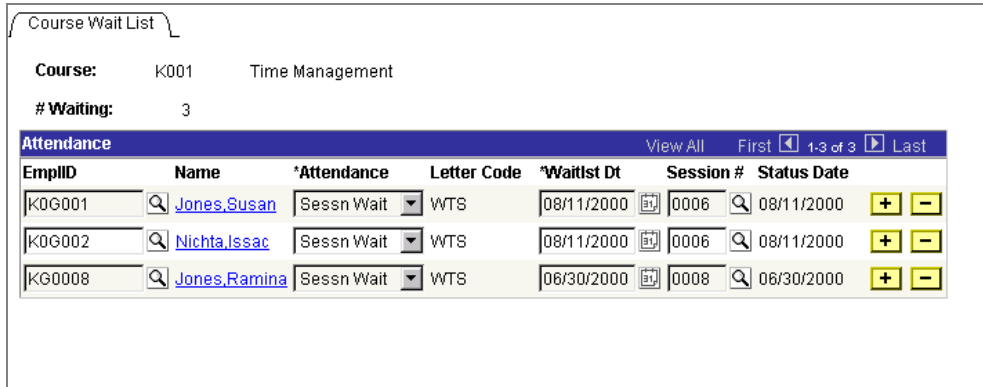 Course Wait List
Course: K001 Time Management
# Waiting: 3
Attendance View All First 1-3 of 3 Last
EmplID Name *Attendance Letter Code *Waitlst Dt Session # Status Date
K0G001 Jones,Susan Sessn Wait WTS 08/11/2000 31 0006 08/11/2000 + -
K0G002 Nichta,Issac Sessn Wait WTS 08/11/2000 31 0006 08/11/2000 + -
KG0008 Jones,Ramina Sessn Wait WTS 06/30/2000 31 0008 06/30/2000 + -